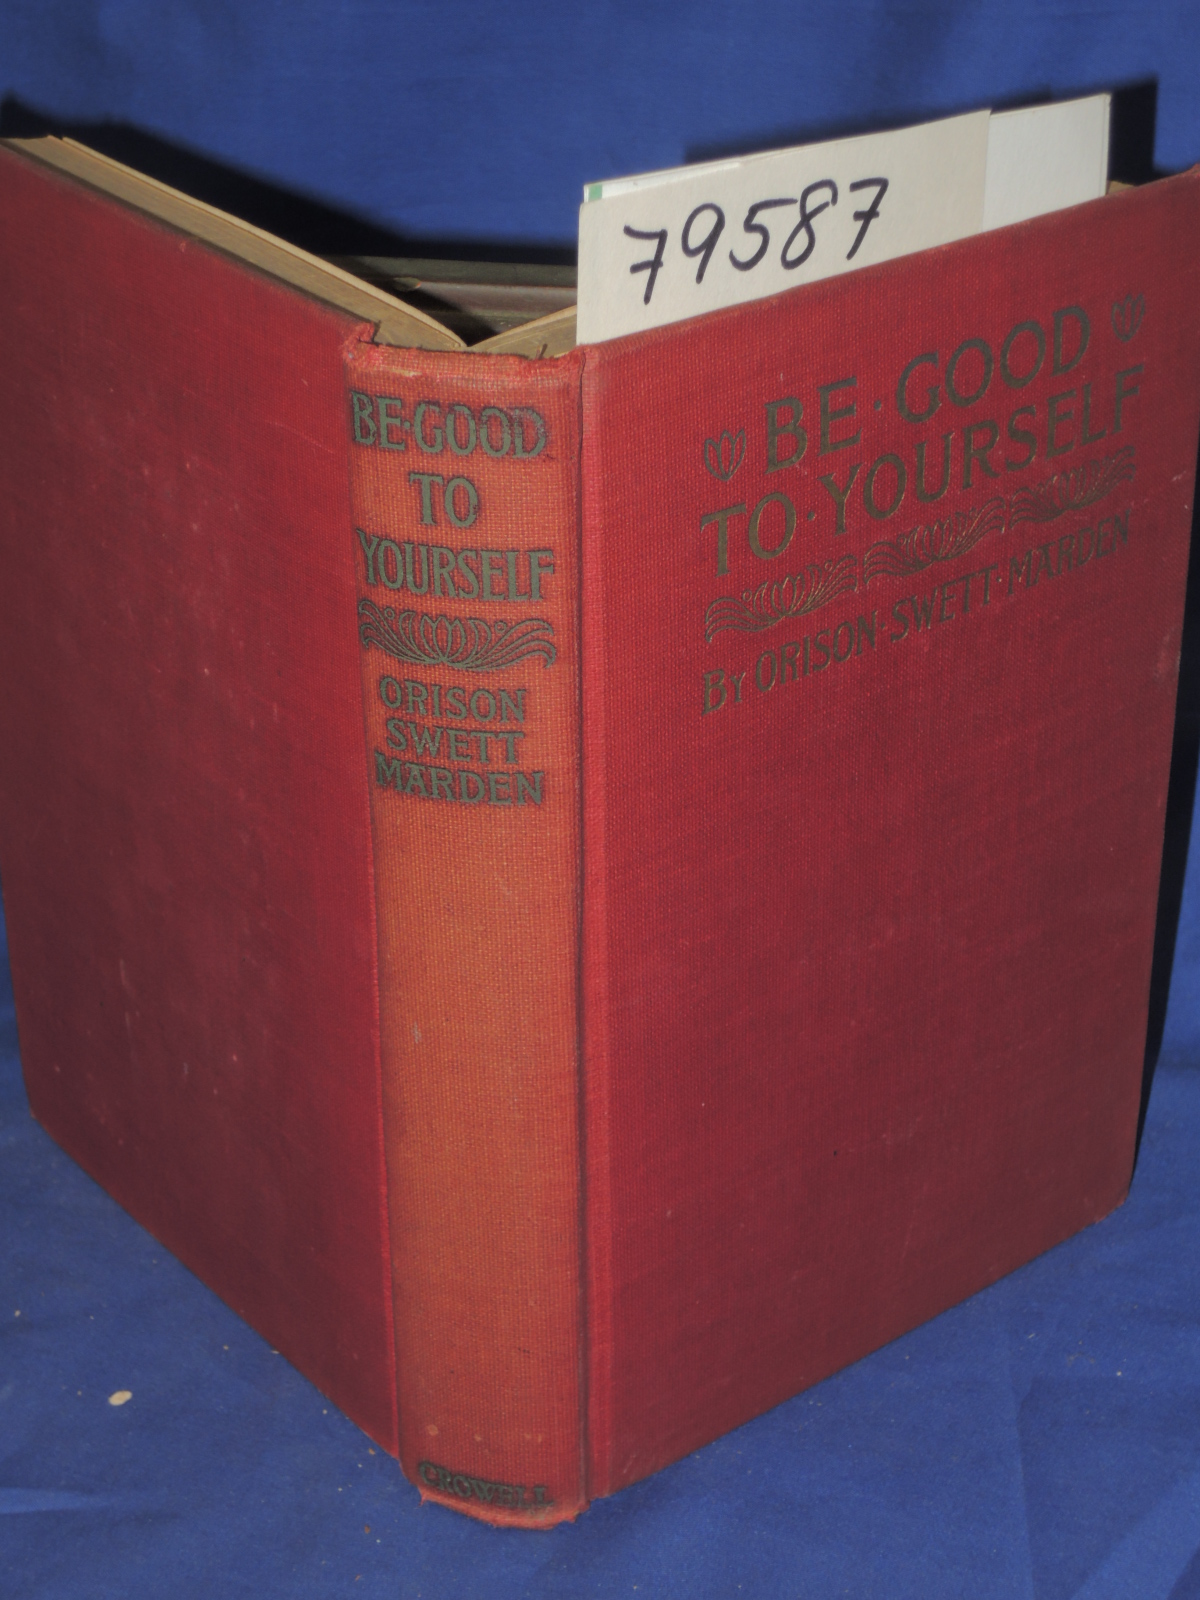 79587
BE·GOOD
TO
YOURSELF
ORISON
SWETT
MARDEN
CROWELL
BE·GOOD
TO·YOURSELF
BY ORISON·SWETT·MARDEN